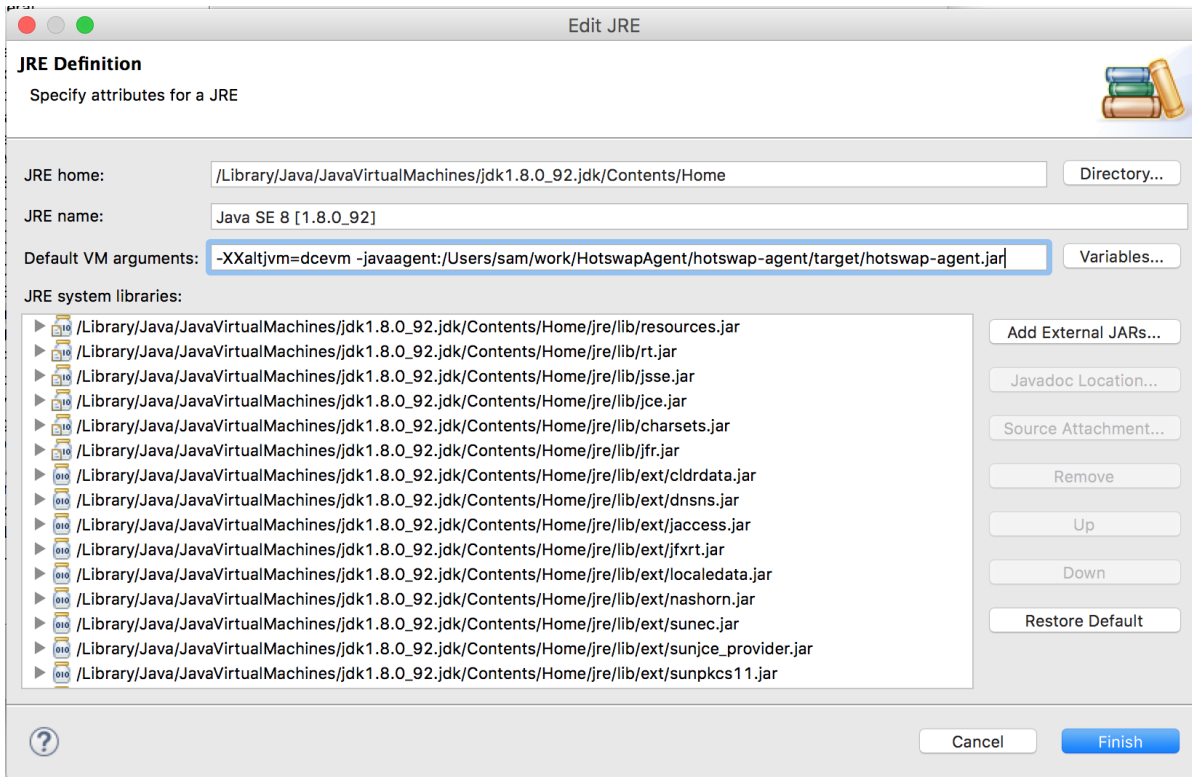 Edit JRE
JRE Definition
Specify attributes for a JRE
JRE home: /Library/Java/JavaVirtualMachines/jdk1.8.0_92.jdk/Contents/Home Directory...
JRE name: Java SE 8 [1.8.0_92]
Default VM arguments: -XXaltjvm=dcevm -javaagent:/Users/sam/work/HotswapAgent/hotswap-agent/target/hotswap-agent.jar Variables...
JRE system libraries:
/Library/Java/JavaVirtualMachines/jdk1.8.0_92.jdk/Contents/Home/jre/lib/resources.jar
/Library/Java/JavaVirtualMachines/jdk1.8.0_92.jdk/Contents/Home/jre/lib/rt.jar
/Library/Java/JavaVirtualMachines/jdk1.8.0_92.jdk/Contents/Home/jre/lib/jsse.jar
/Library/Java/JavaVirtualMachines/jdk1.8.0_92.jdk/Contents/Home/jre/lib/jce.jar
/Library/Java/JavaVirtualMachines/jdk1.8.0_92.jdk/Contents/Home/jre/lib/charsets.jar
/Library/Java/JavaVirtualMachines/jdk1.8.0_92.jdk/Contents/Home/jre/lib/jfr.jar
/Library/Java/JavaVirtualMachines/jdk1.8.0_92.jdk/Contents/Home/jre/lib/ext/cldrdata.jar
/Library/Java/JavaVirtualMachines/jdk1.8.0_92.jdk/Contents/Home/jre/lib/ext/dnsns.jar
/Library/Java/JavaVirtualMachines/jdk1.8.0_92.jdk/Contents/Home/jre/lib/ext/jaccess.jar
/Library/Java/JavaVirtualMachines/jdk1.8.0_92.jdk/Contents/Home/jre/lib/ext/jfxrt.jar
/Library/Java/JavaVirtualMachines/jdk1.8.0_92.jdk/Contents/Home/jre/lib/ext/localedata.jar
/Library/Java/JavaVirtualMachines/jdk1.8.0_92.jdk/Contents/Home/jre/lib/ext/nashorn.jar
/Library/Java/JavaVirtualMachines/jdk1.8.0_92.jdk/Contents/Home/jre/lib/ext/sunec.jar
/Library/Java/JavaVirtualMachines/jdk1.8.0_92.jdk/Contents/Home/jre/lib/ext/sunjce_provider.jar
/Library/Java/JavaVirtualMachines/jdk1.8.0_92.jdk/Contents/Home/jre/lib/ext/sunpkcs11.jar
Add External JARs...
Javadoc Location...
Source Attachment...
Remove
Up
Down
Restore Default
Cancel
Finish